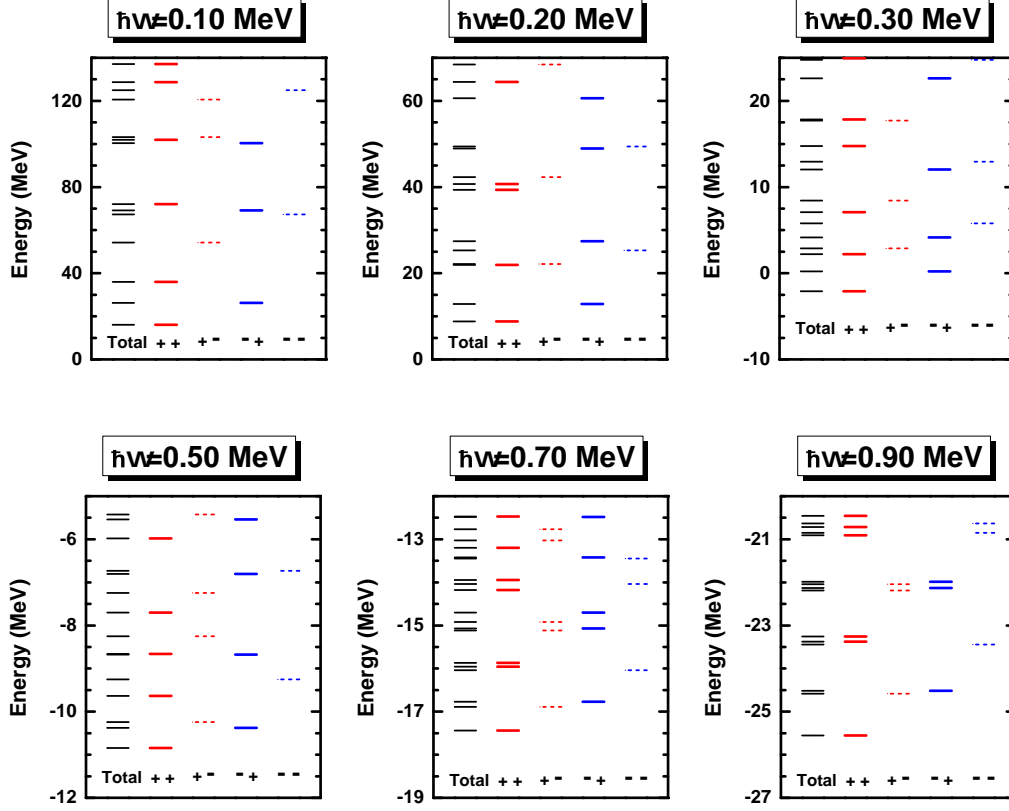 ħw=0.10 MeV
ħw=0.20 MeV
ħw=0.30 MeV
Energy (MeV)
120
80
40
0
Total + + + - - + - -
Energy (MeV)
60
40
20
0
Total + + + - - + - -
Energy (MeV)
20
10
0
-10
Total + + + - - + - -
ħw=0.50 MeV
ħw=0.70 MeV
ħw=0.90 MeV
Energy (MeV)
-6
-8
-10
-12
Total + + + - - + - -
Energy (MeV)
-13
-15
-17
-19
Total + + + - - + - -
Energy (MeV)
-21
-23
-25
-27
Total + + + - - + - -